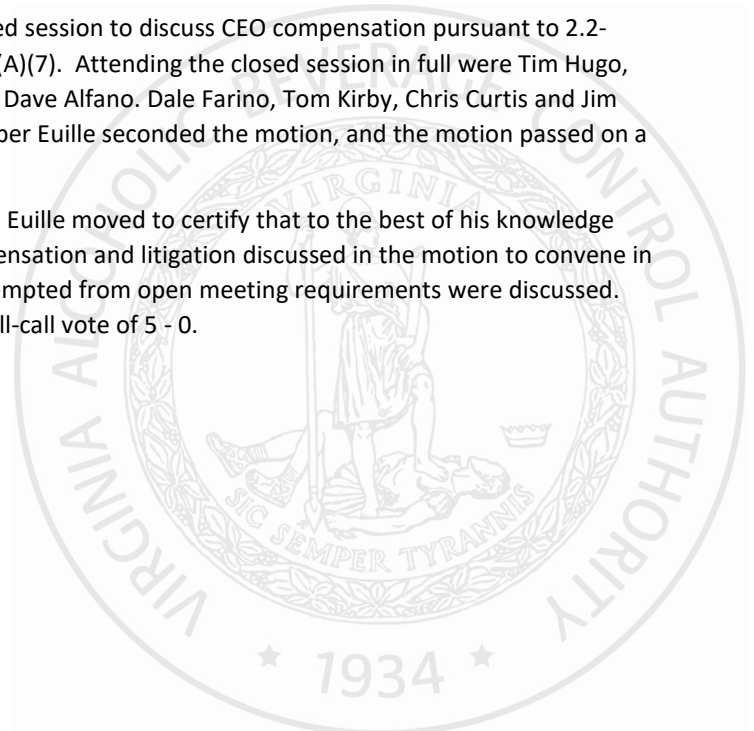 ed session to discuss CEO compensation pursuant to 2.2-
(A)(7). Attending the closed session in full were Tim Hugo,
Dave Alfano. Dale Farino, Tom Kirby, Chris Curtis and Jim
per Euille seconded the motion, and the motion passed on a
Euille moved to certify that to the best of his knowledge
ensation and litigation discussed in the motion to convene in
empted from open meeting requirements were discussed.
ll-call vote of 5 - 0.
VIRGINIA ALCOHOLIC BEVERAGE CONTROL AUTHORITY
VIRGINIA
SIC SEMPER TYRANNIS
* 1934 *